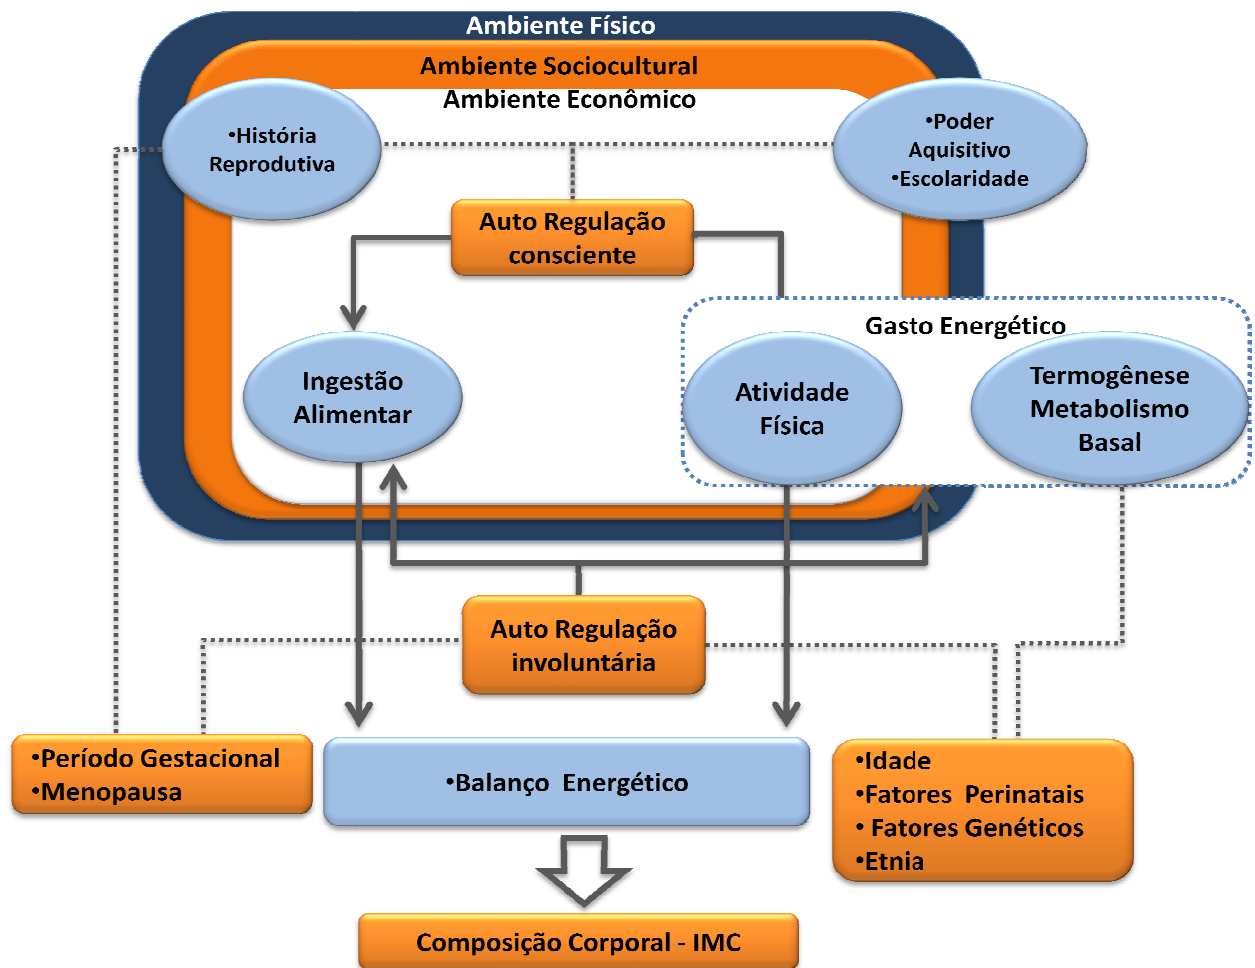 Ambiente Físico
Ambiente Sociocultural
Ambiente Econômico
•História
Reprodutiva
•Poder
Aquisitivo
•Escolaridade
Auto Regulação
consciente
Gasto Energético
Ingestão
Alimentar
Atividade
Física
Termogênese
Metabolismo
Basal
Auto Regulação
involuntária
•Período Gestacional
•Menopausa
•Balanço Energético
•Idade
•Fatores Perinatais
• Fatores Genéticos
•Etnia
Composição Corporal - IMC